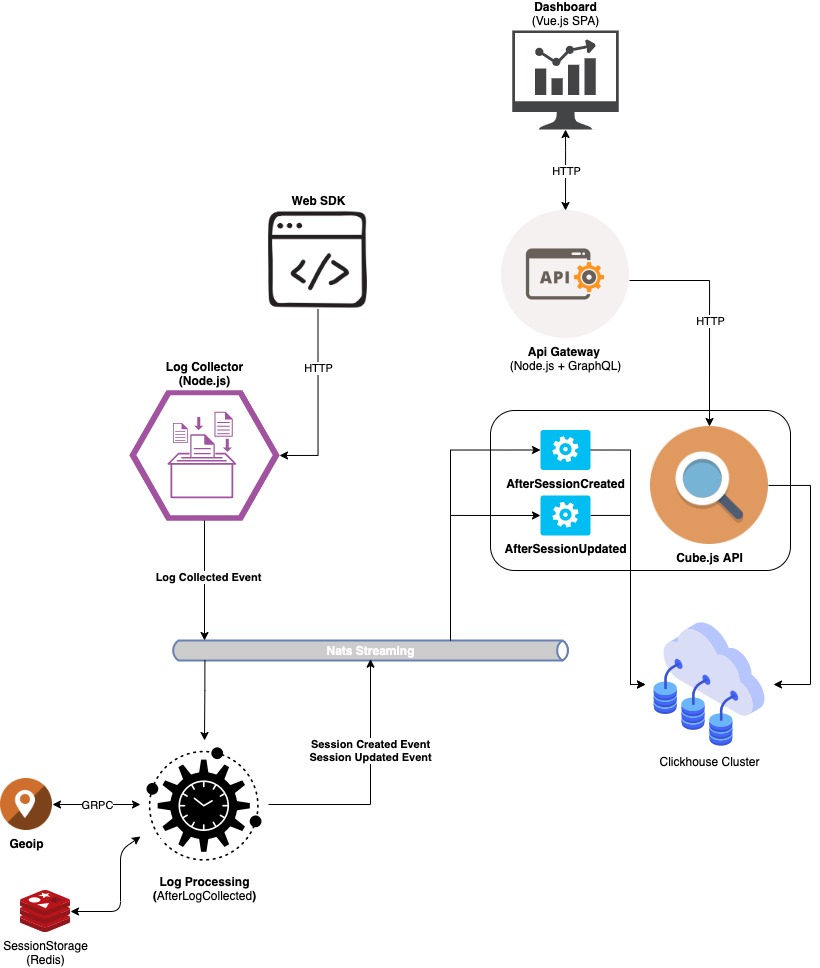 Dashboard
(Vue.js SPA)
HTTP
Web SDK
API
HTTP
Api Gateway
(Node.js + GraphQL)
HTTP
Log Collector
(Node.js)
AfterSessionCreated
AfterSessionUpdated
Cube.js API
Log Collected Event
Nats Streaming
Session Created Event
Session Updated Event
Clickhouse Cluster
GRPC
Geoip
Log Processing
(AfterLogCollected)
SessionStorage
(Redis)